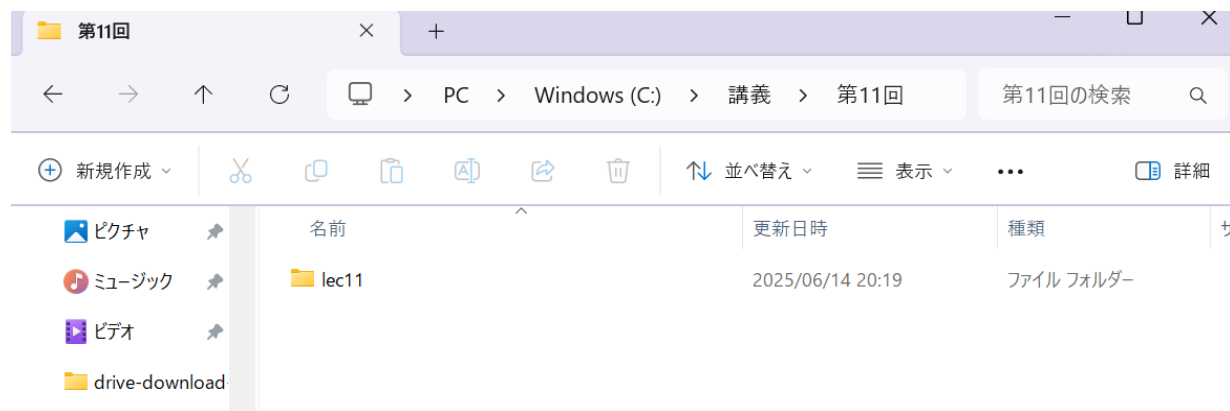 第11回
PC > Windows (C:) > 講義 > 第11回
第11回の検索
新規作成
並べ替え
表示
詳細
ピクチャ
ミュージック
ビデオ
drive-download-
名前
更新日時
種類
lec11
2025/06/14 20:19
ファイル フォルダー